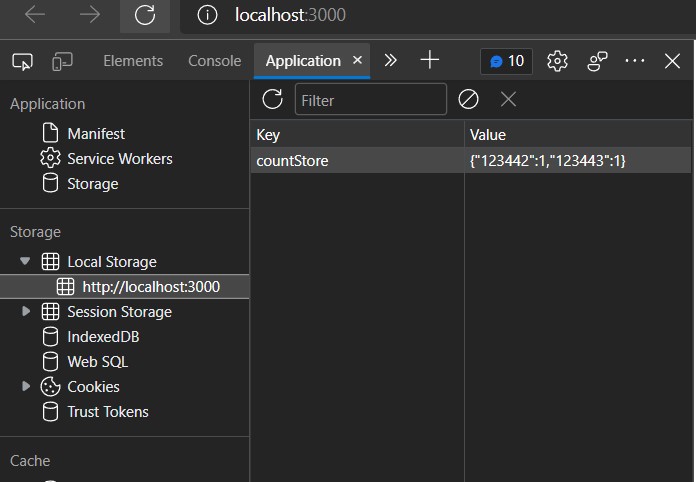 localhost:3000
Elements Console Application 10
Application
Manifest
Service Workers
Storage
Storage
Local Storage
http://localhost:3000
Session Storage
IndexedDB
Web SQL
Cookies
Trust Tokens
Cache
Filter
Key Value
countStore {"123442":1,"123443":1}